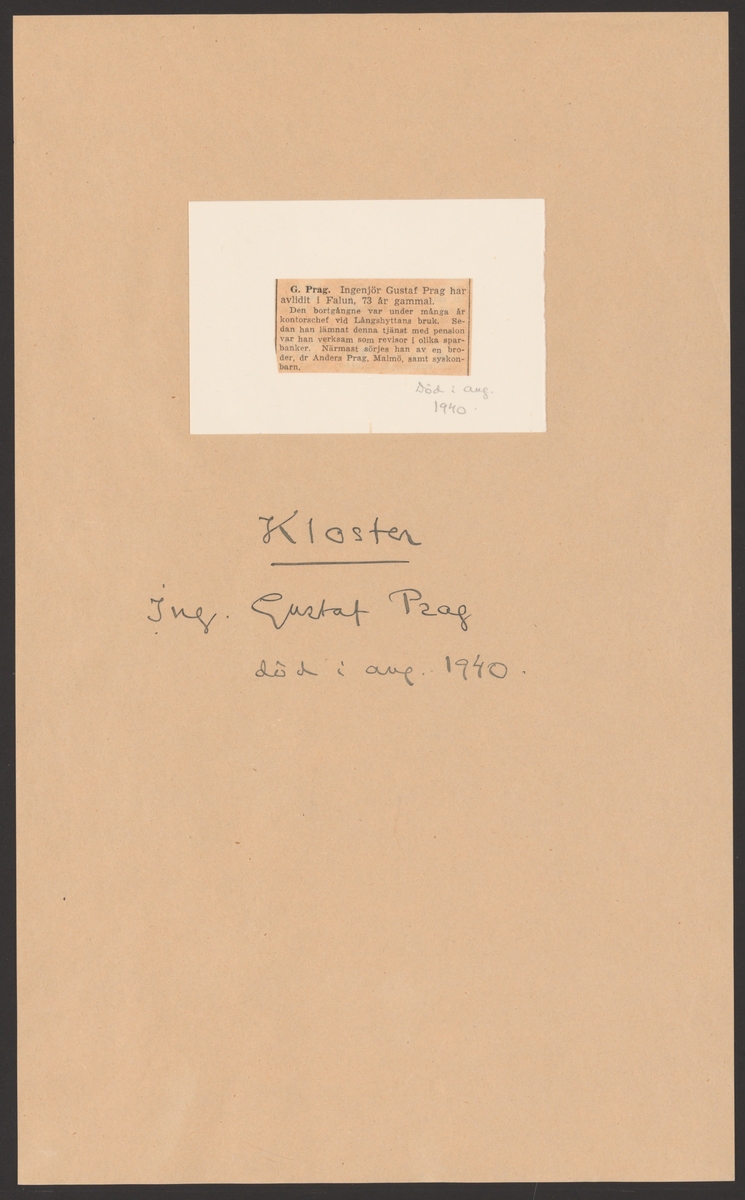 G. Prag. Ingenjör Gustaf Prag har
avlidit i Falun, 73 år gammal.
Den bortgångne var under många år
kontorschef vid Långshyttans bruk. Se-
dan han lämnat denna tjänst med pension
var han verksam som revisor i olika spar-
banker. Närmast sörjes han av en bro-
der, dr Anders Prag, Malmö, samt syskon-
barn.
Död i aug.
1940.
Kloster
Ing. Gustaf Prag
död i aug. 1940.